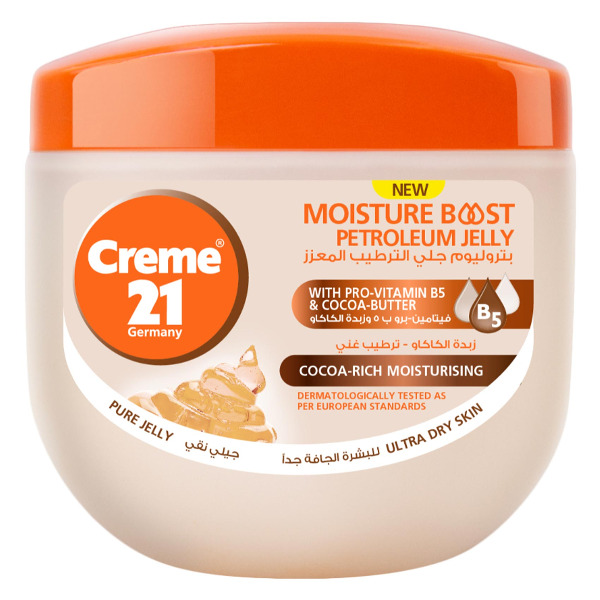 NEW
MOISTURE BOOST
PETROLEUM JELLY
بتروليوم جلي الترطيب المعزز
Creme®
21
Germany
WITH PRO-VITAMIN B5
& COCOA-BUTTER
فيتامين-برو ب ٥ وزبدة الكاكاو
B5
زبدة الكاكاو - ترطيب غني
COCOA-RICH MOISTURISING
DERMATOLOGICALLY TESTED AS
PER EUROPEAN STANDARDS
PURE JELLY جيلي نقي
للبشرة الجافة جداً ULTRA DRY SKIN